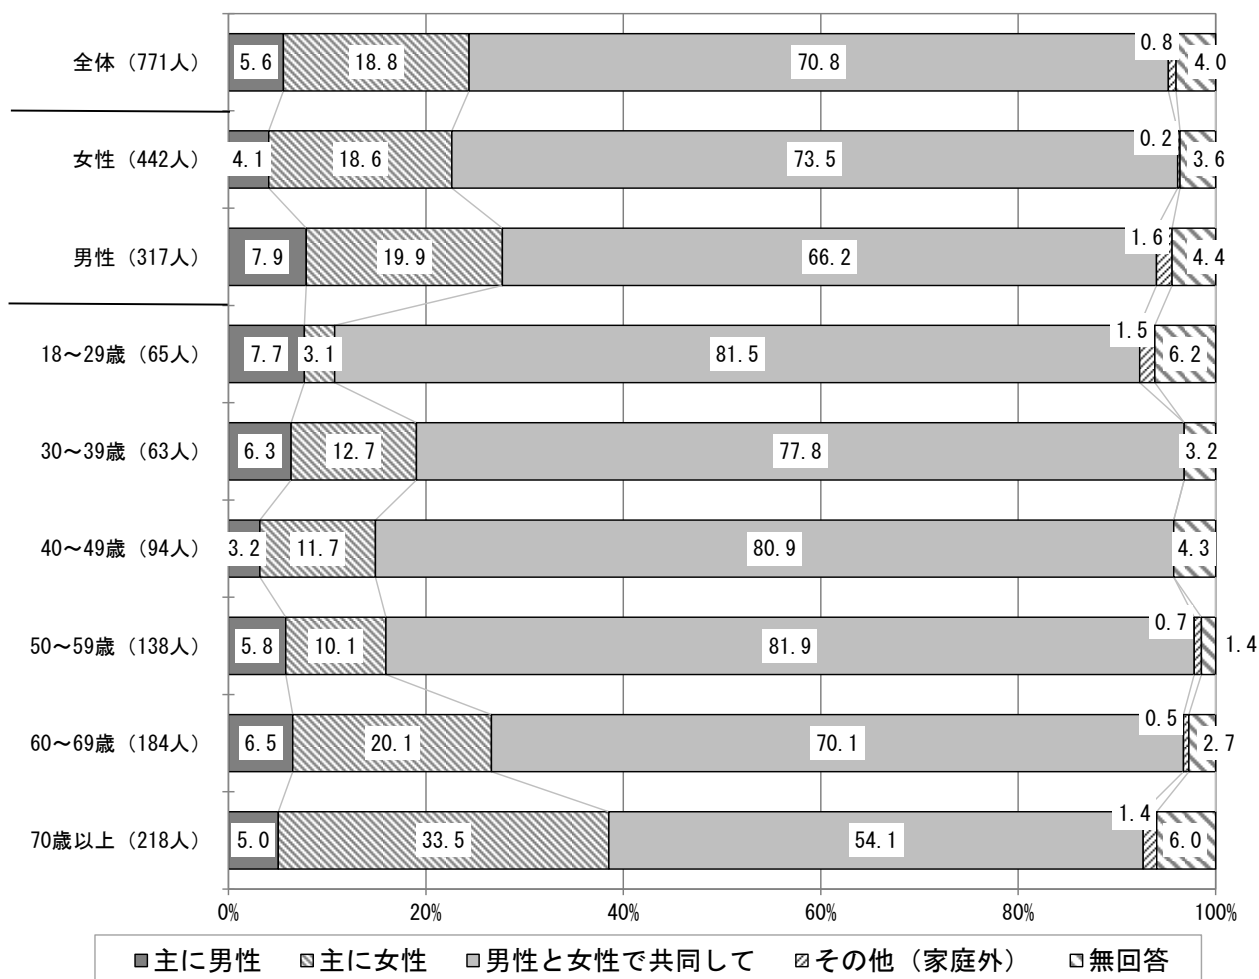 全体（771人） 5.6 18.8 70.8 0.8 4.0
女性（442人） 4.1 18.6 73.5 0.2 3.6
男性（317人） 7.9 19.9 66.2 1.6 4.4
18～29歳（65人） 7.7 3.1 81.5 1.5 6.2
30～39歳（63人） 6.3 12.7 77.8 3.2
40～49歳（94人） 3.2 11.7 80.9 4.3
50～59歳（138人） 5.8 10.1 81.9 0.7 1.4
60～69歳（184人） 6.5 20.1 70.1 0.5 2.7
70歳以上（218人） 5.0 33.5 54.1 1.4 6.0
0% 20% 40% 60% 80% 100%
主に男性 主に女性 男性と女性で共同して その他（家庭外） 無回答